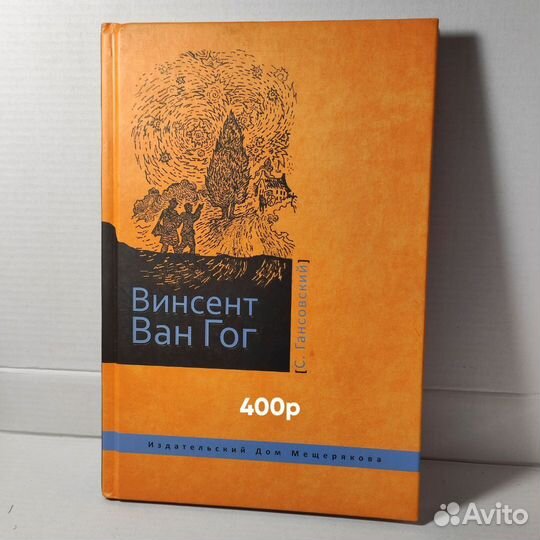 Винсент
Ван Гог
[С. Гансовский]
400р
Издательский Дом Мещерякова
Avito